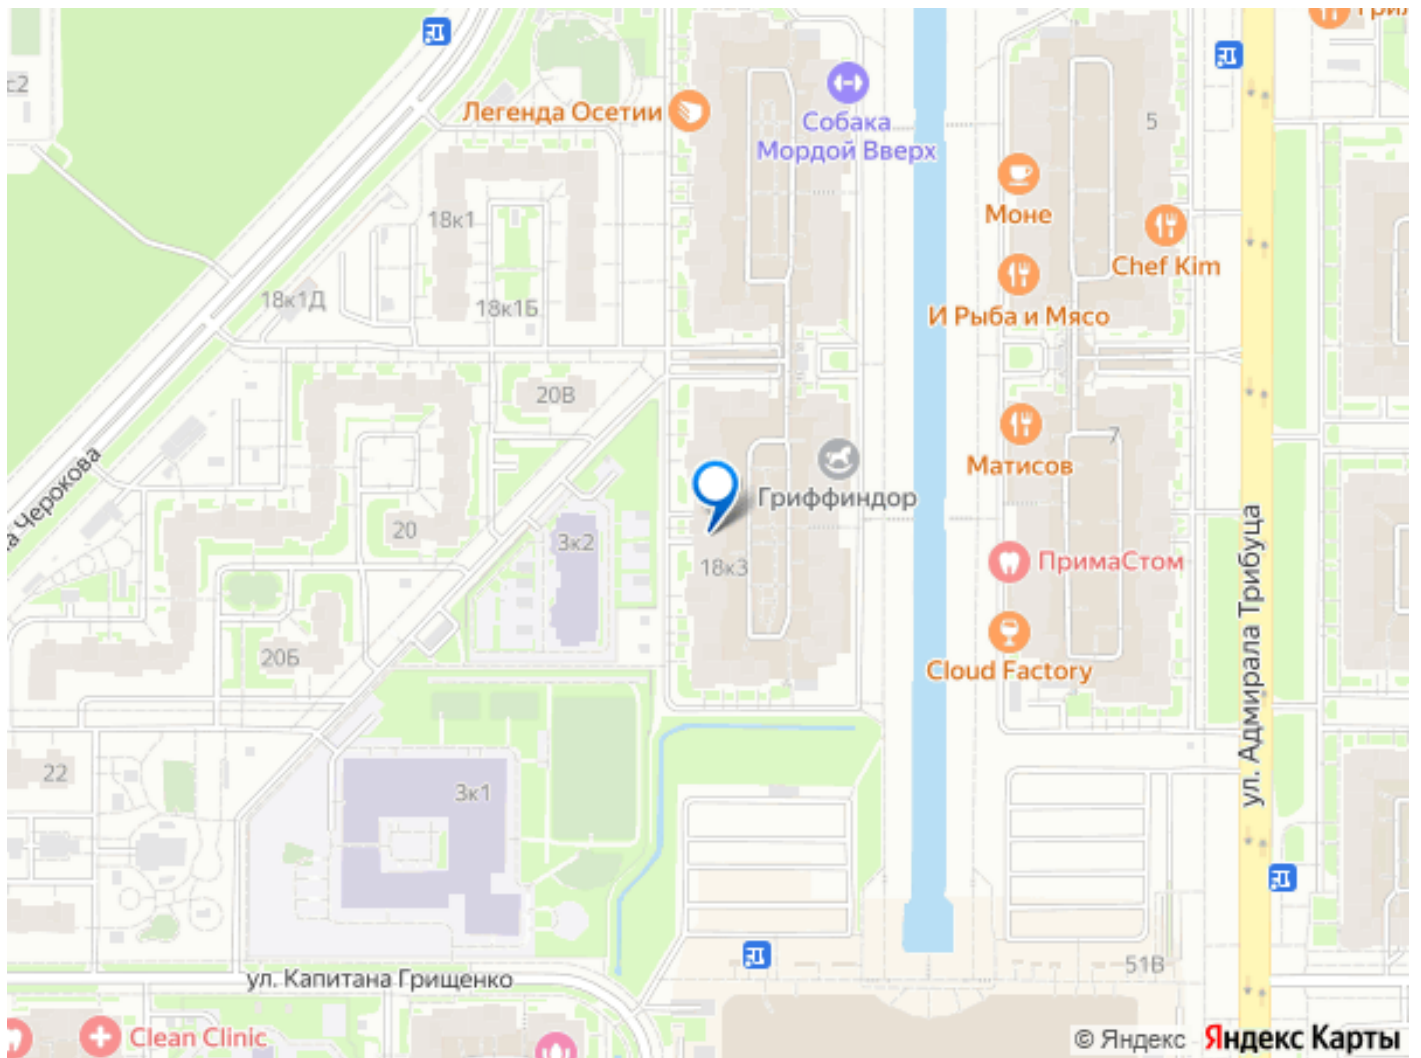 с2
Легенда Осетии
Собака
Мордой Вверх
5
Моне
18к1
Chef Kim
18к1Д
18к1Б
И Рыба и Мясо
20В
7
Матисов
Гриффиндор
а Черокова
20
3к2
18к3
ПримаСтом
ул. Адмирала Трибуца
20Б
Cloud Factory
22
3к1
51В
ул. Капитана Грищенко
Clean Clinic
© Яндекс Яндекс Карты